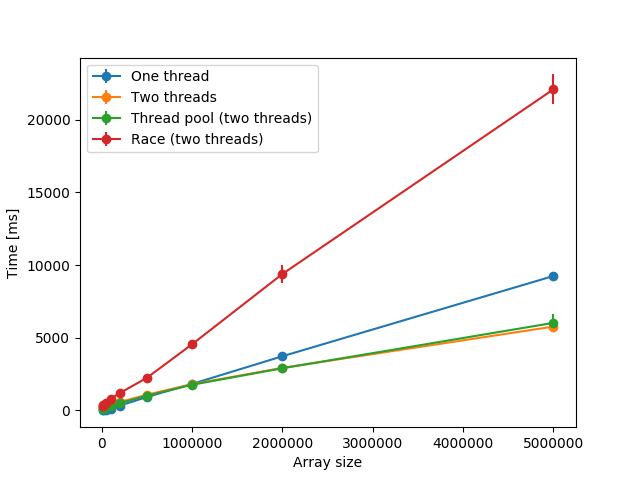 One thread
Two threads
Thread pool (two threads)
Race (two threads)
20000
15000
10000
5000
0
Time [ms]
0 1000000 2000000 3000000 4000000 5000000
Array size